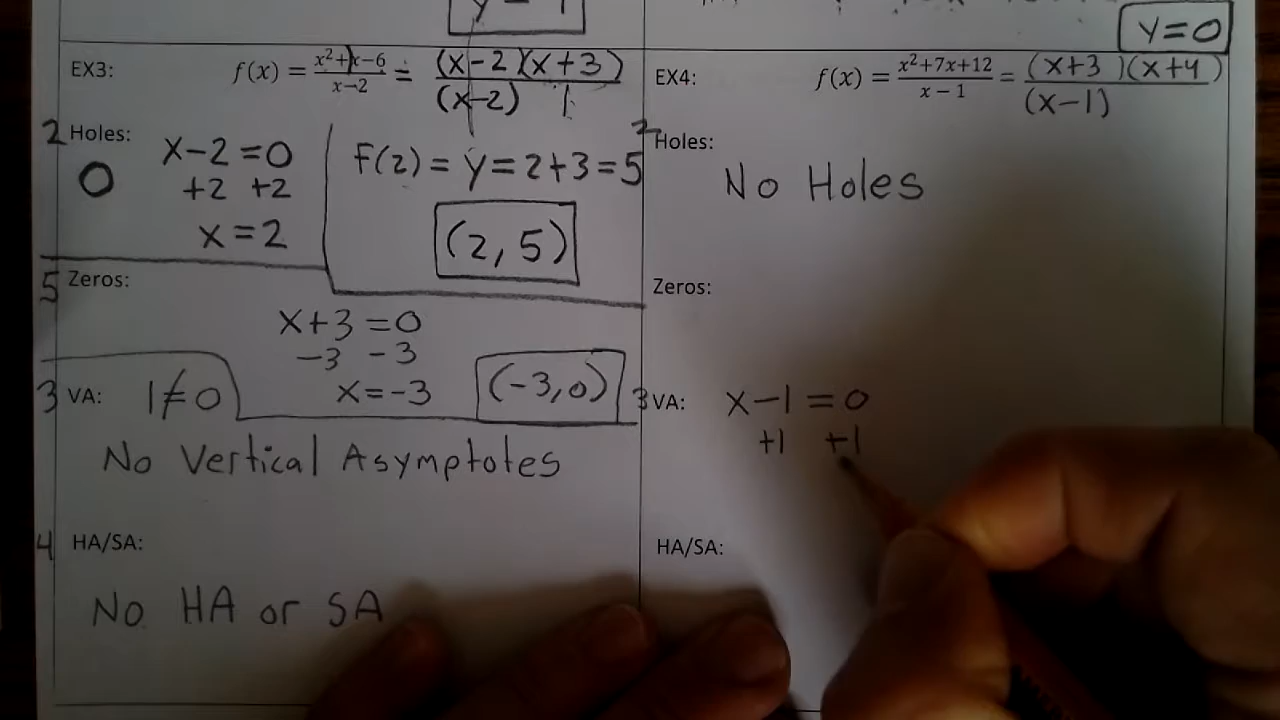 y = 0
EX3: f(x) = x²+x−6 / x−2 = (x−2)(x+3) / (x−2) 1
2 Holes:
0
x−2=0
+2 +2
x=2
F(2) = y = 2+3 = 5
(2, 5)
5 Zeros:
x+3 =0
−3 −3
x=−3
(−3,0)
3 VA: 1≠0
No Vertical Asymptotes
4 HA/SA:
No HA or SA
EX4: f(x) = x²+7x+12 / x−1 = (x+3)(x+4) / (x−1)
2 Holes:
No Holes
Zeros:
3 VA: x−1=0
+1 +1
HA/SA: